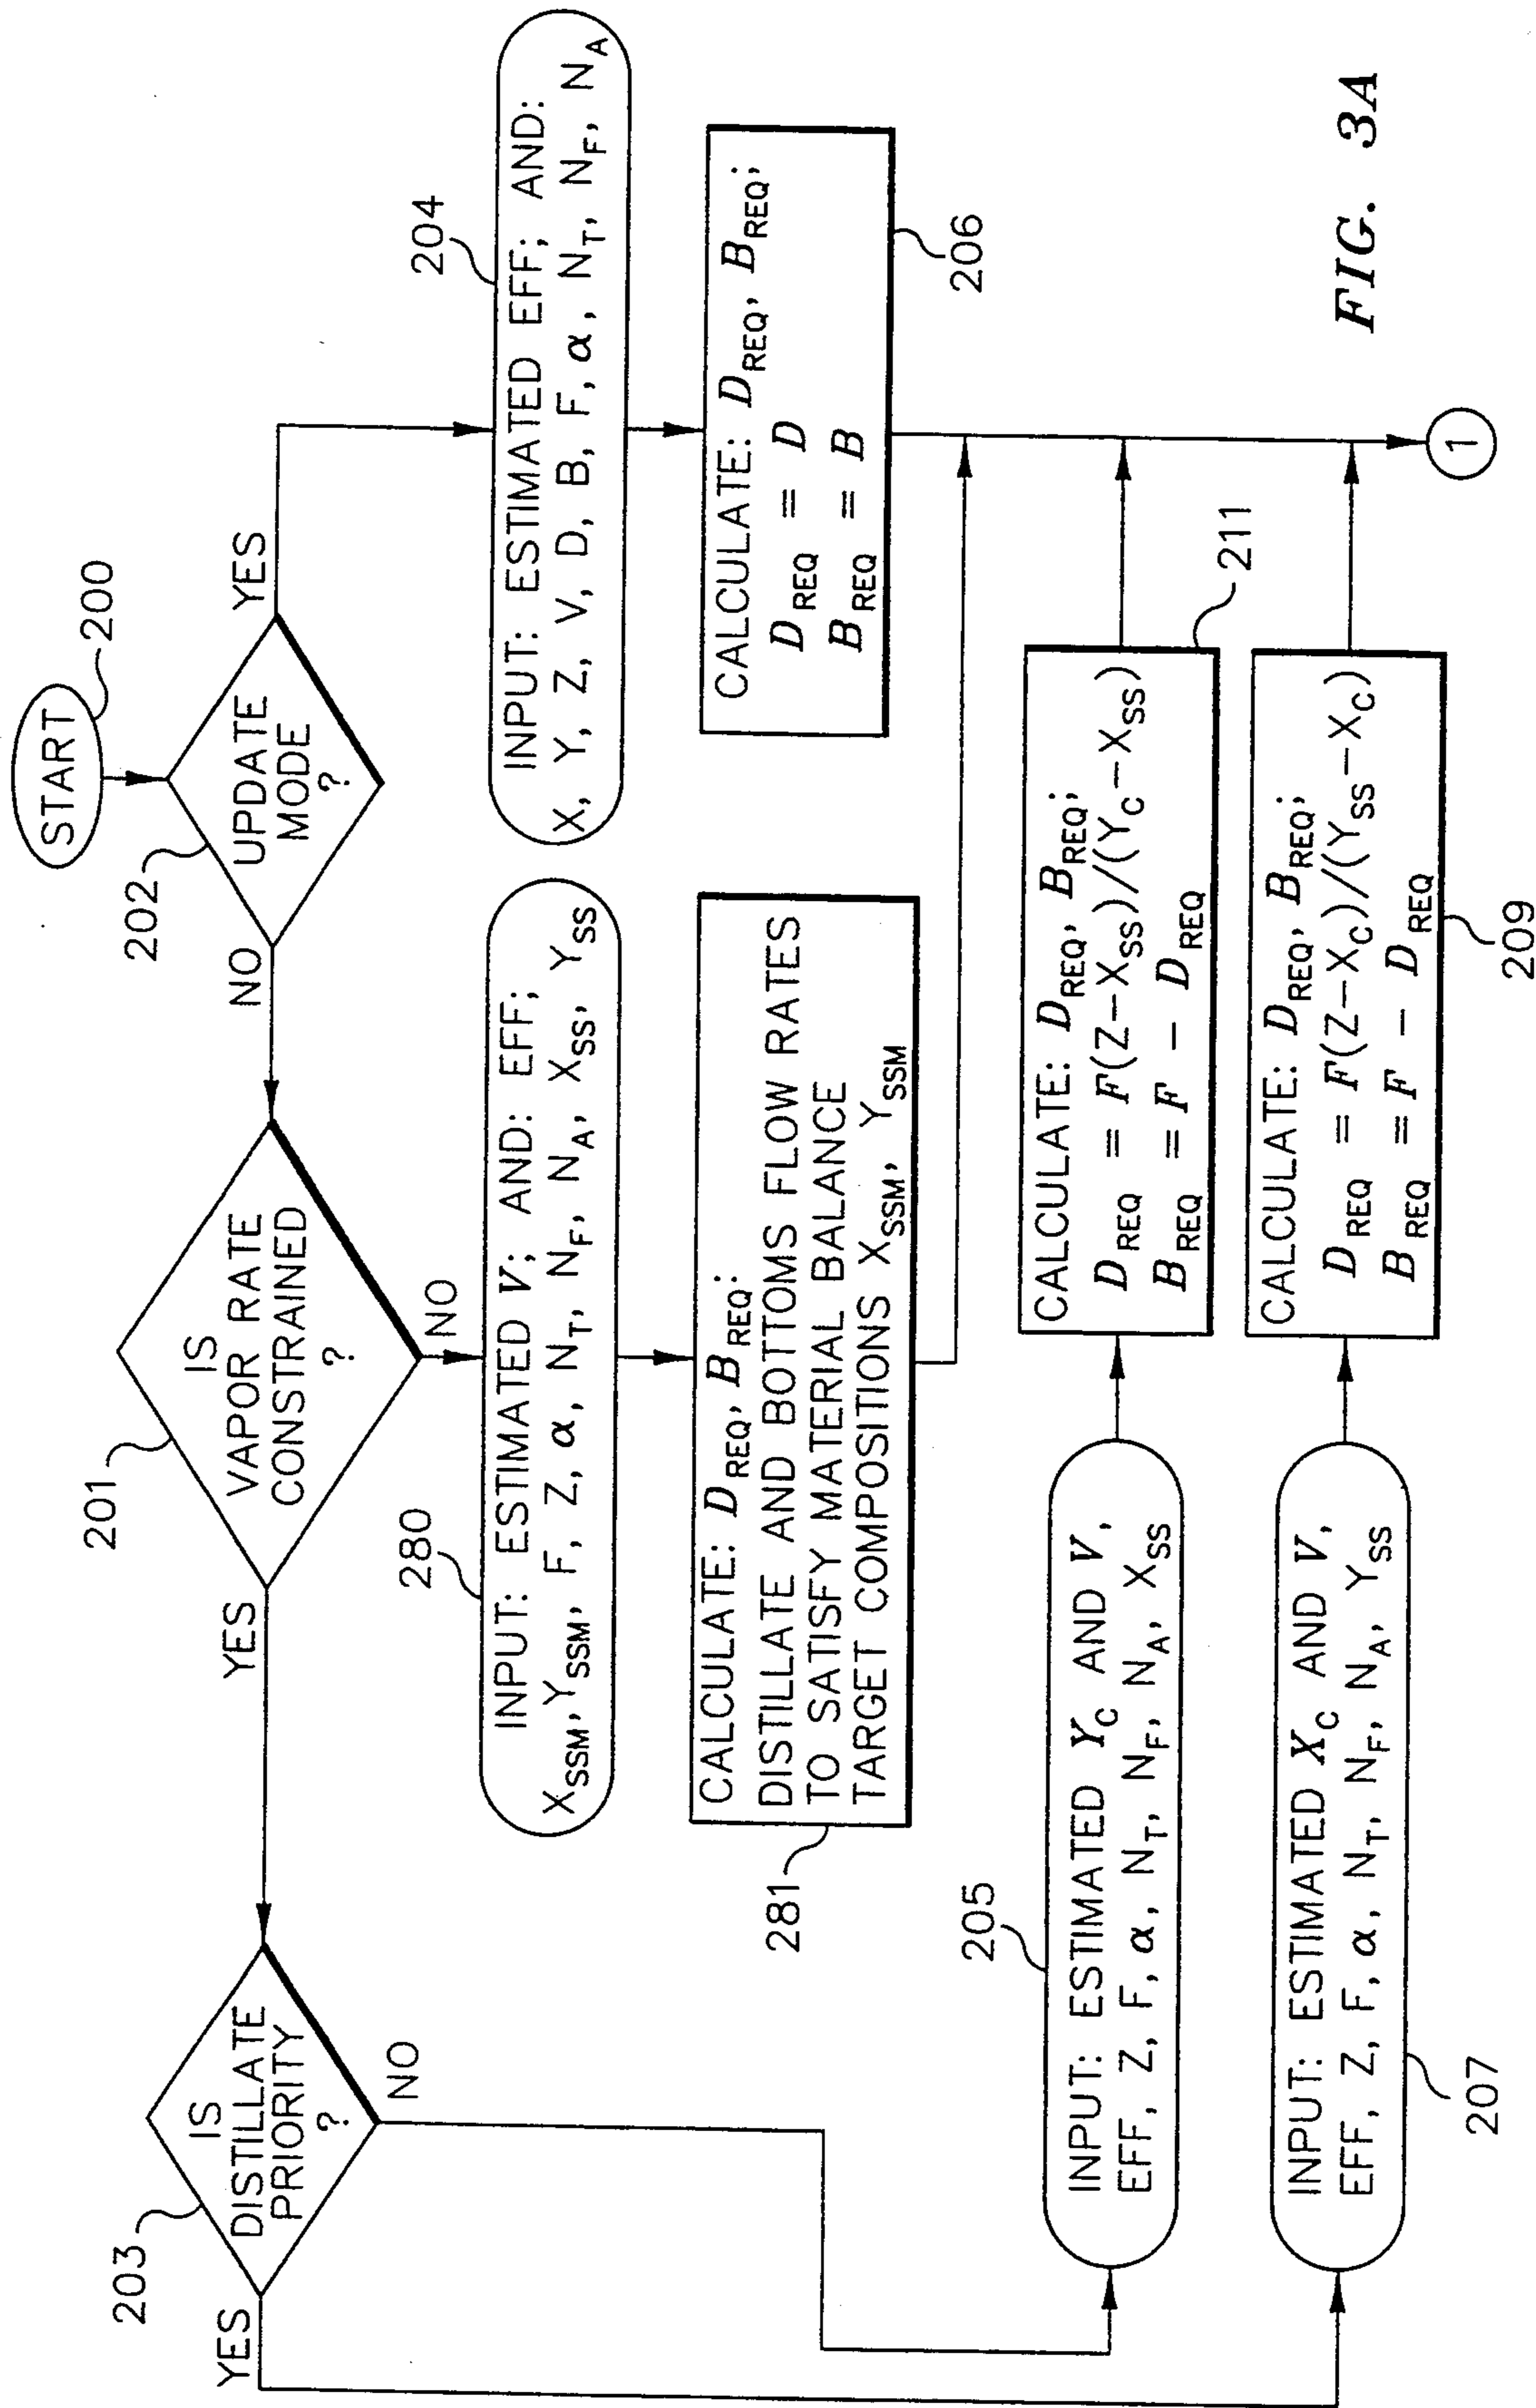 START
200
202
UPDATE
MODE
?
YES
NO
201
IS
VAPOR RATE
CONSTRAINED
?
YES
NO
203
IS
DISTILLATE
PRIORITY
?
YES
NO
204
INPUT: ESTIMATED EFF; AND:
X, Y, Z, V, D, B, F, α, N_T, N_F, N_A
CALCULATE: D_REQ, B_REQ;
D_REQ = D
B_REQ = B
206
280
INPUT: ESTIMATED V; AND: EFF;
X_SSM, Y_SSM, F, Z, α, N_T, N_F, N_A, X_SS, Y_SS
CALCULATE: D_REQ, B_REQ:
DISTILLATE AND BOTTOMS FLOW RATES
TO SATISFY MATERIAL BALANCE
TARGET COMPOSITIONS X_SSM, Y_SSM
281
205
INPUT: ESTIMATED Y_C AND V,
EFF, Z, F, α, N_T, N_F, N_A, X_SS
CALCULATE: D_REQ, B_REQ;
D_REQ = F(Z-X_SS)/(Y_C-X_SS)
B_REQ = F - D_REQ
211
INPUT: ESTIMATED X_C AND V,
EFF, Z, F, α, N_T, N_F, N_A, Y_SS
207
CALCULATE: D_REQ, B_REQ;
D_REQ = F(Z-X_C)/(Y_SS-X_C)
B_REQ = F - D_REQ
209
1
FIG. 3A